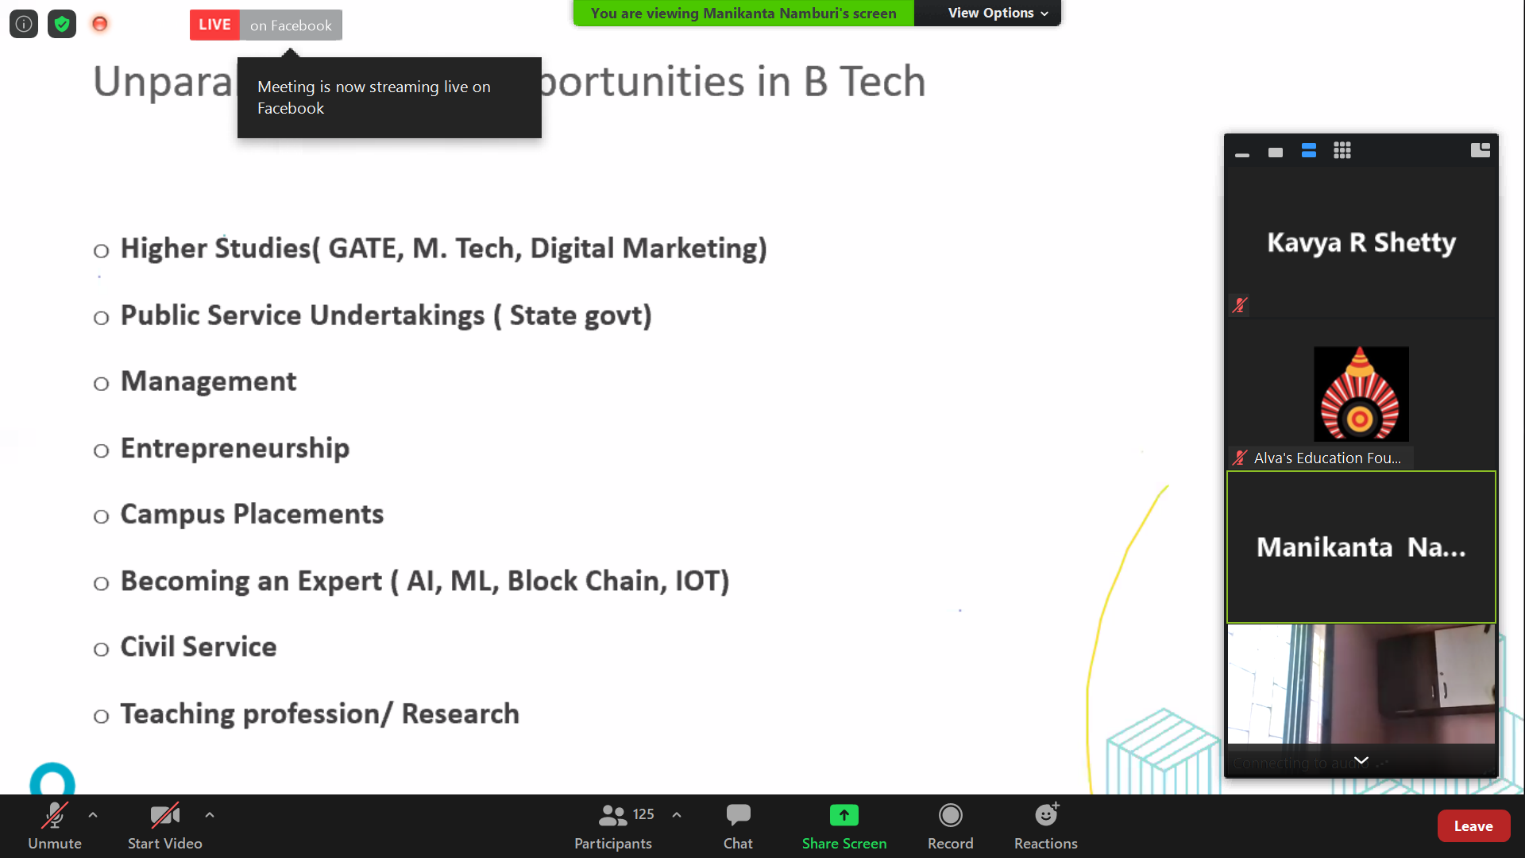 LIVE on Facebook
You are viewing Manikanta Namburi's screen View Options
Meeting is now streaming live on
Facebook
portunities in B Tech
Higher Studies( GATE, M. Tech, Digital Marketing)
Public Service Undertakings ( State govt)
Management
Entrepreneurship
Campus Placements
Becoming an Expert ( AI, ML, Block Chain, IOT)
Civil Service
Teaching profession/ Research
Kavya R Shetty
Alva's Education Fou...
Manikanta Na...
Connecting to audio
Unmute
Start Video
125
Participants
Chat
Share Screen
Record
Reactions
Leave